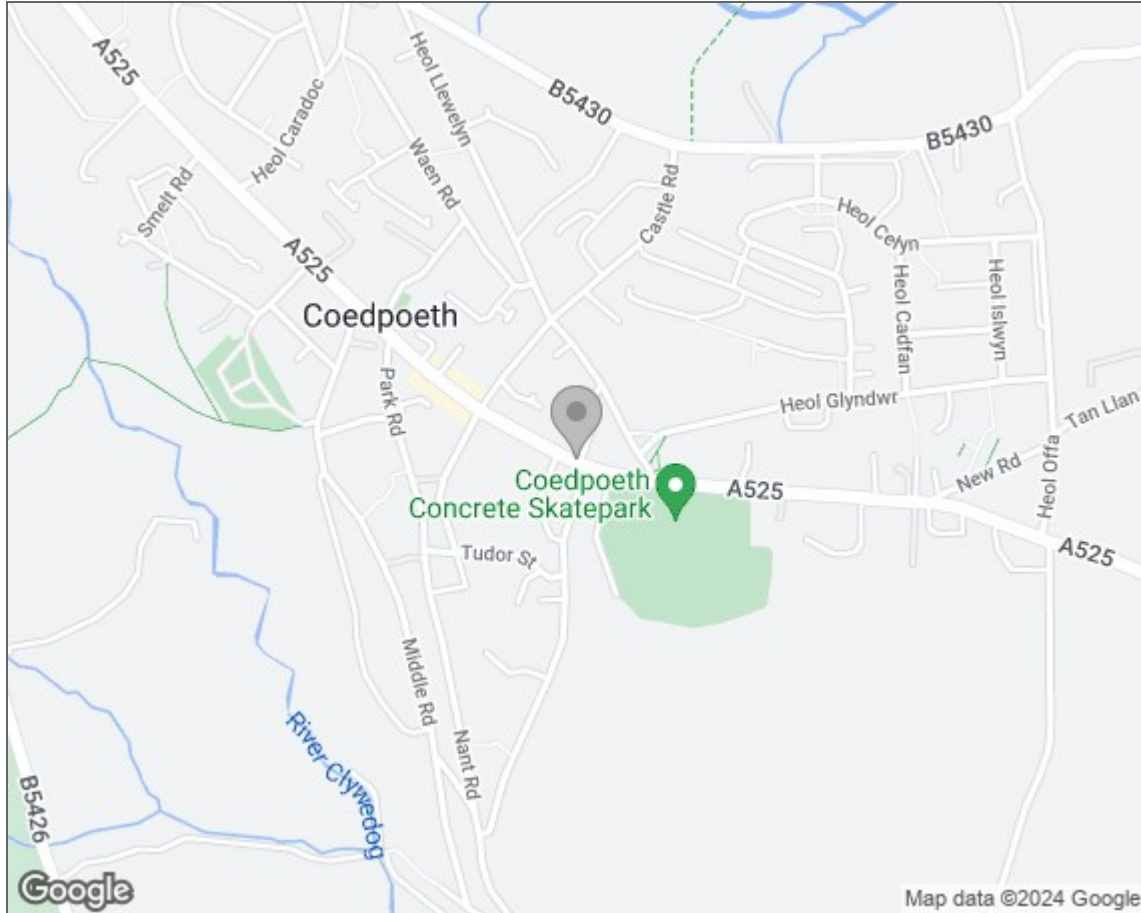 A525
Heol Llewelyn
B5430
B5430
Heol Caradoc
Waen Rd
Castle Rd
Smelt Rd
Heol Celyn
A525
Heol Cadfan
Heol Islwyn
Coedpoeth
Park Rd
Heol Glyndwr
Tan Llan
New Rd
Heol Offa
Coedpoeth
Concrete Skatepark
A525
A525
Tudor St
Middle Rd
Nant Rd
River Clywedog
B5426
Google
Map data ©2024 Google